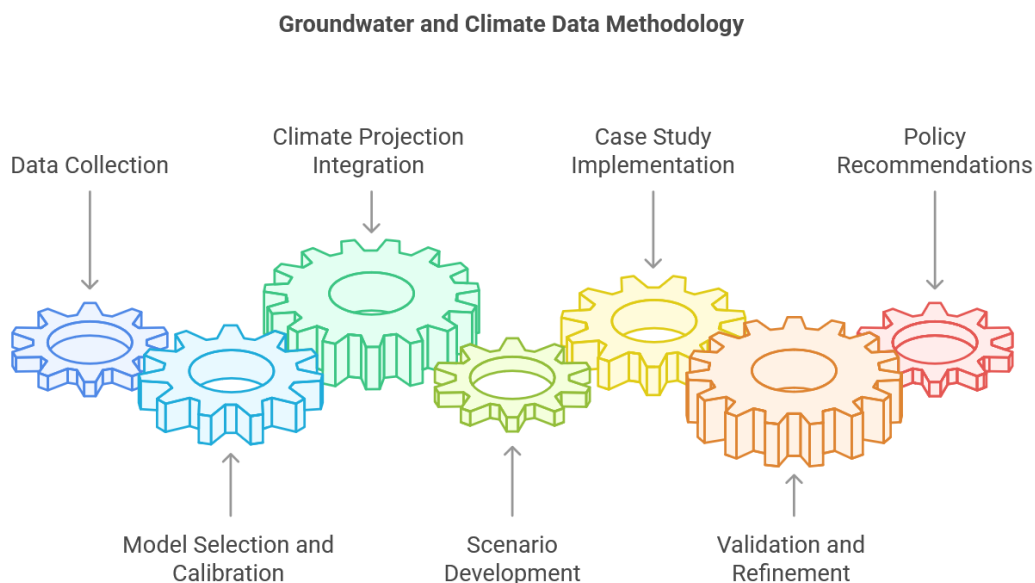 Groundwater and Climate Data Methodology
Data Collection
Climate Projection
Integration
Case Study
Implementation
Policy
Recommendations
Model Selection and
Calibration
Scenario
Development
Validation and
Refinement